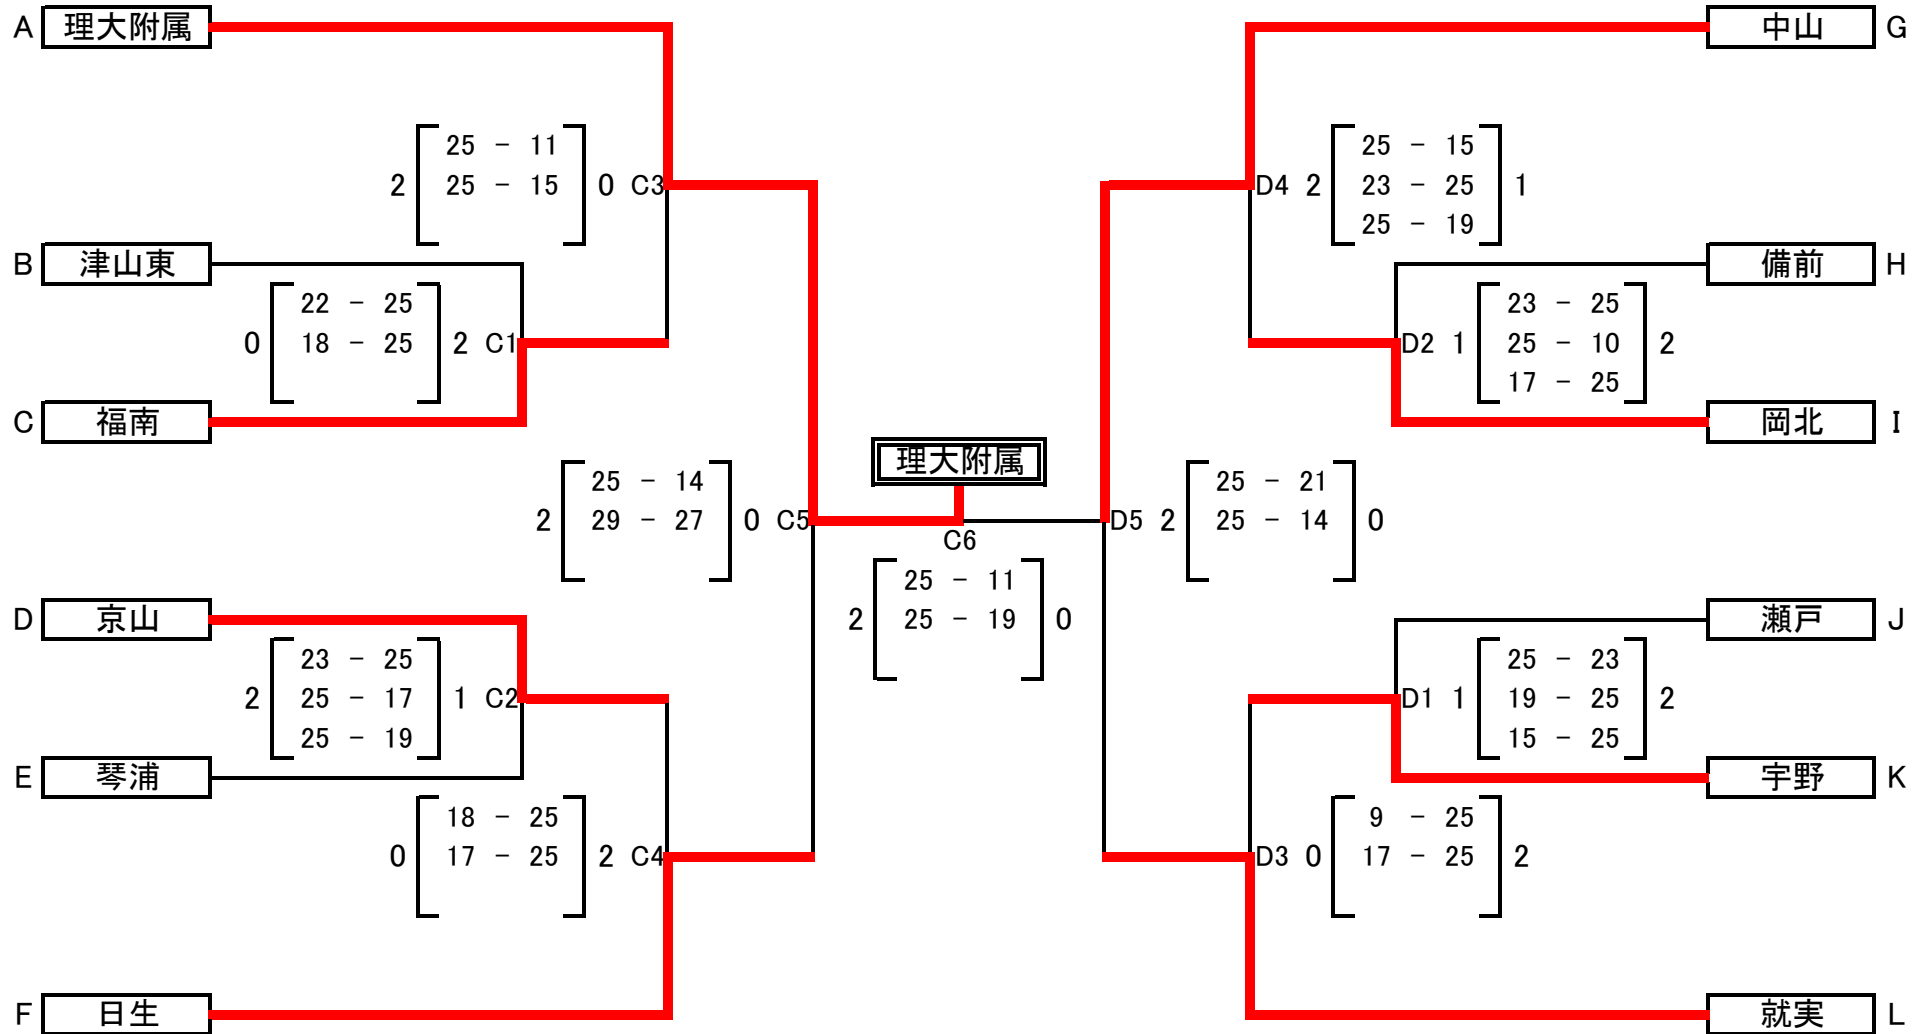 A 理大附属
中山 G
25 - 11
2 25 - 15 0 C3
25 - 15
D4 2 23 - 25 1
25 - 19
B 津山東
備前 H
22 - 25
0 18 - 25 2 C1
23 - 25
D2 1 25 - 10 2
17 - 25
C 福南
岡北 I
理大附属
25 - 14
2 29 - 27 0 C5
25 - 21
D5 2 25 - 14 0
C6
25 - 11
2 25 - 19 0
D 京山
瀬戸 J
23 - 25
2 25 - 17 1 C2
25 - 19
25 - 23
D1 1 19 - 25 2
15 - 25
E 琴浦
宇野 K
18 - 25
0 17 - 25 2 C4
9 - 25
D3 0 17 - 25 2
F 日生
就実 L